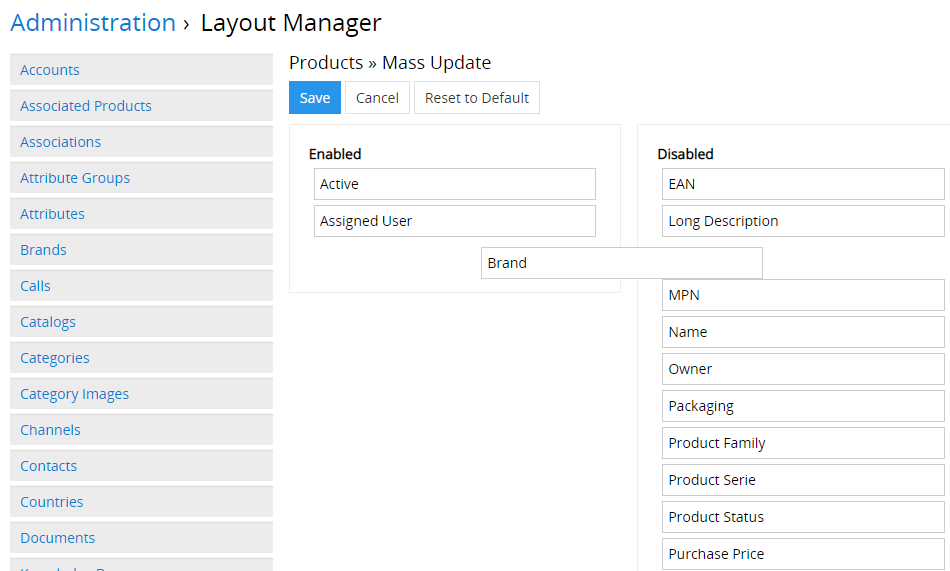 Administration › Layout Manager
Accounts
Associated Products
Associations
Attribute Groups
Attributes
Brands
Calls
Catalogs
Categories
Category Images
Channels
Contacts
Countries
Documents
Products » Mass Update
Save Cancel Reset to Default
Enabled
Active
Assigned User
Brand
Disabled
EAN
Long Description
MPN
Name
Owner
Packaging
Product Family
Product Serie
Product Status
Purchase Price